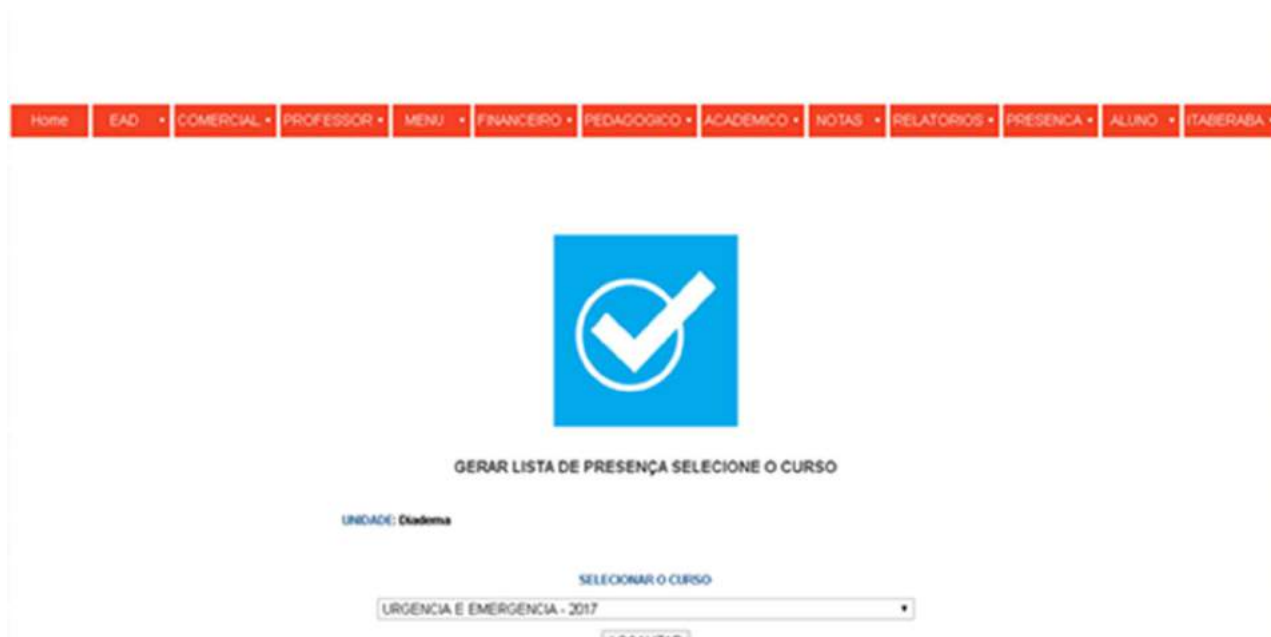 Home EAD COMERCIAL PROFESSOR MENU FINANCEIRO PEDAGOGICO ACADEMICO NOTAS RELATORIOS PRESENCA ALUNO ITABERABA
GERAR LISTA DE PRESENÇA SELECIONE O CURSO
UNIDADE: Diadema
SELECIONAR O CURSO
URGENCIA E EMERGENCIA - 2017